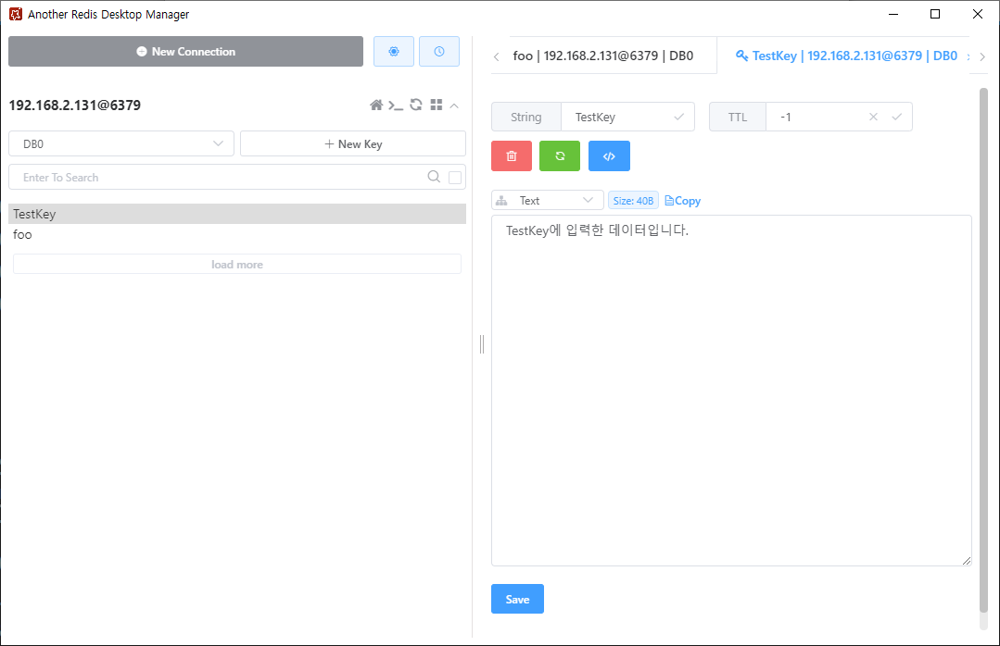 Another Redis Desktop Manager
New Connection
192.168.2.131@6379
DB0
New Key
Enter To Search
TestKey
foo
load more
foo | 192.168.2.131@6379 | DB0
TestKey | 192.168.2.131@6379 | DB0
String TestKey TTL -1
Text Size: 40B Copy
TestKey에 입력한 데이터입니다.
Save